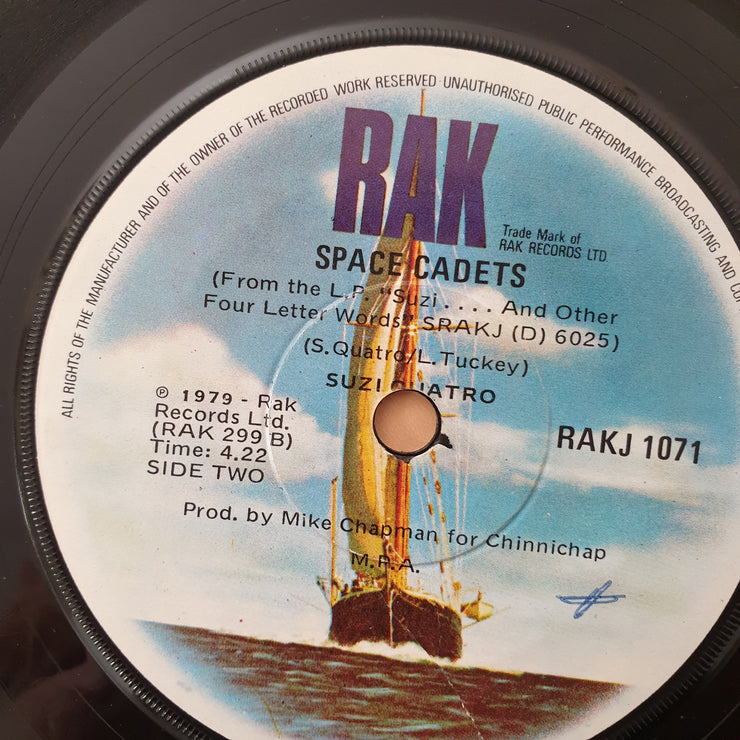 ALL RIGHTS OF THE MANUFACTURER AND OF THE OWNER OF THE RECORDED WORK RESERVED UNAUTHORISED PUBLIC PERFORMANCE BROADCASTING AND
RAK
Trade Mark of
RAK RECORDS LTD.
SPACE CADETS
(From the L.P. "Suzi.... And Other
Four Letter Words" SRAKJ (D) 6025)
(S.Quatro/L.Tuckey)
SUZI QUATRO
℗ 1979 - Rak
Records Ltd.
(RAK 299 B)
Time: 4.22
SIDE TWO
RAKJ 1071
Prod. by Mike Chapman for Chinnichap
M.P.A.